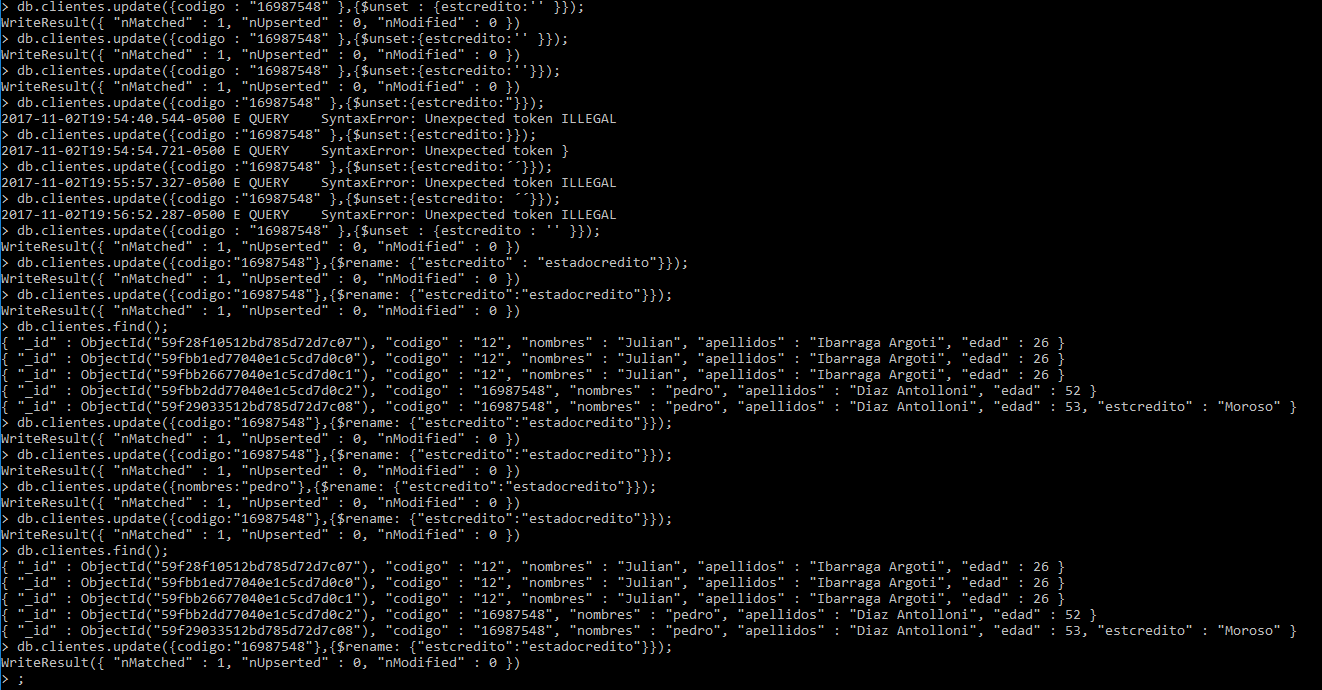 > db.clientes.update({codigo : "16987548" },{$unset : {estcredito:'' }});
WriteResult({ "nMatched" : 1, "nUpserted" : 0, "nModified" : 0 })
> db.clientes.update({codigo : "16987548" },{$unset:{estcredito:'' }});
WriteResult({ "nMatched" : 1, "nUpserted" : 0, "nModified" : 0 })
> db.clientes.update({codigo : "16987548" },{$unset:{estcredito:''}});
WriteResult({ "nMatched" : 1, "nUpserted" : 0, "nModified" : 0 })
> db.clientes.update({codigo :"16987548" },{$unset:{estcredito:"}});
2017-11-02T19:54:40.544-0500 E QUERY    SyntaxError: Unexpected token ILLEGAL
> db.clientes.update({codigo :"16987548" },{$unset:{estcredito:}});
2017-11-02T19:54:54.721-0500 E QUERY    SyntaxError: Unexpected token }
> db.clientes.update({codigo :"16987548" },{$unset:{estcredito:´´}});
2017-11-02T19:55:57.327-0500 E QUERY    SyntaxError: Unexpected token ILLEGAL
> db.clientes.update({codigo :"16987548" },{$unset:{estcredito: ´´}});
2017-11-02T19:56:52.287-0500 E QUERY    SyntaxError: Unexpected token ILLEGAL
> db.clientes.update({codigo : "16987548" },{$unset : {estcredito : '' }});
WriteResult({ "nMatched" : 1, "nUpserted" : 0, "nModified" : 0 })
> db.clientes.update({codigo:"16987548"},{$rename: {"estcredito" : "estadocredito"}});
WriteResult({ "nMatched" : 1, "nUpserted" : 0, "nModified" : 0 })
> db.clientes.update({codigo:"16987548"},{$rename: {"estcredito":"estadocredito"}});
WriteResult({ "nMatched" : 1, "nUpserted" : 0, "nModified" : 0 })
> db.clientes.find();
{ "_id" : ObjectId("59f28f10512bd785d72d7c07"), "codigo" : "12", "nombres" : "Julian", "apellidos" : "Ibarraga Argoti", "edad" : 26 }
{ "_id" : ObjectId("59fbb1ed77040e1c5cd7d0c0"), "codigo" : "12", "nombres" : "Julian", "apellidos" : "Ibarraga Argoti", "edad" : 26 }
{ "_id" : ObjectId("59fbb26677040e1c5cd7d0c1"), "codigo" : "12", "nombres" : "Julian", "apellidos" : "Ibarraga Argoti", "edad" : 26 }
{ "_id" : ObjectId("59fbb2dd77040e1c5cd7d0c2"), "codigo" : "16987548", "nombres" : "pedro", "apellidos" : "Diaz Antolloni", "edad" : 52 }
{ "_id" : ObjectId("59f29033512bd785d72d7c08"), "codigo" : "16987548", "nombres" : "pedro", "apellidos" : "Diaz Antolloni", "edad" : 53, "estcredito" : "Moroso" }
> db.clientes.update({codigo:"16987548"},{$rename: {"estcredito":"estadocredito"}});
WriteResult({ "nMatched" : 1, "nUpserted" : 0, "nModified" : 0 })
> db.clientes.update({codigo:"16987548"},{$rename: {"estcredito":"estadocredito"}});
WriteResult({ "nMatched" : 1, "nUpserted" : 0, "nModified" : 0 })
> db.clientes.update({nombres:"pedro"},{$rename: {"estcredito":"estadocredito"}});
WriteResult({ "nMatched" : 1, "nUpserted" : 0, "nModified" : 0 })
> db.clientes.update({codigo:"16987548"},{$rename: {"estcredito":"estadocredito"}});
WriteResult({ "nMatched" : 1, "nUpserted" : 0, "nModified" : 0 })
> db.clientes.find();
{ "_id" : ObjectId("59f28f10512bd785d72d7c07"), "codigo" : "12", "nombres" : "Julian", "apellidos" : "Ibarraga Argoti", "edad" : 26 }
{ "_id" : ObjectId("59fbb1ed77040e1c5cd7d0c0"), "codigo" : "12", "nombres" : "Julian", "apellidos" : "Ibarraga Argoti", "edad" : 26 }
{ "_id" : ObjectId("59fbb26677040e1c5cd7d0c1"), "codigo" : "12", "nombres" : "Julian", "apellidos" : "Ibarraga Argoti", "edad" : 26 }
{ "_id" : ObjectId("59fbb2dd77040e1c5cd7d0c2"), "codigo" : "16987548", "nombres" : "pedro", "apellidos" : "Diaz Antolloni", "edad" : 52 }
{ "_id" : ObjectId("59f29033512bd785d72d7c08"), "codigo" : "16987548", "nombres" : "pedro", "apellidos" : "Diaz Antolloni", "edad" : 53, "estcredito" : "Moroso" }
> db.clientes.update({codigo:"16987548"},{$rename: {"estcredito":"estadocredito"}});
WriteResult({ "nMatched" : 1, "nUpserted" : 0, "nModified" : 0 })
> ;